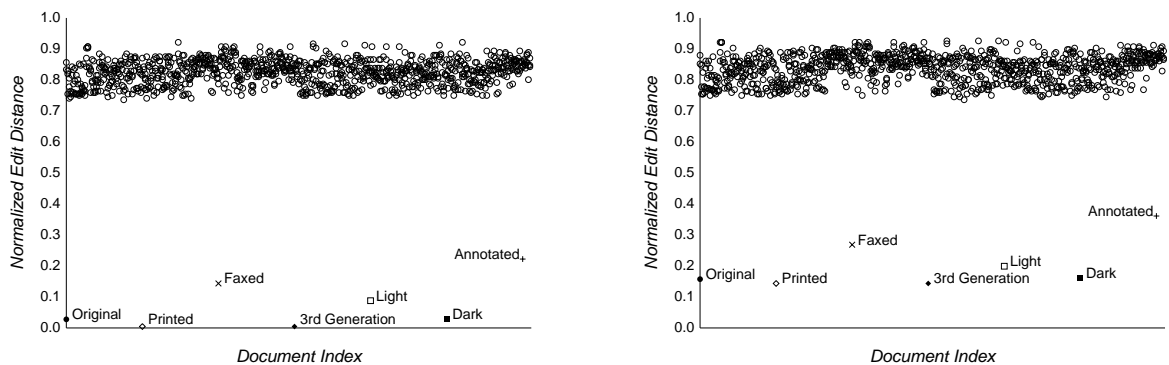 1.0
0.9
0.8
0.7
0.6
0.5
0.4
0.3
0.2
0.1
0.0
Normalized Edit Distance
Annotated
Faxed
Light
Original
Printed
3rd Generation
Dark
Document Index
1.0
0.9
0.8
0.7
0.6
0.5
0.4
0.3
0.2
0.1
0.0
Normalized Edit Distance
Annotated
Faxed
Light
Original
Printed
3rd Generation
Dark
Document Index